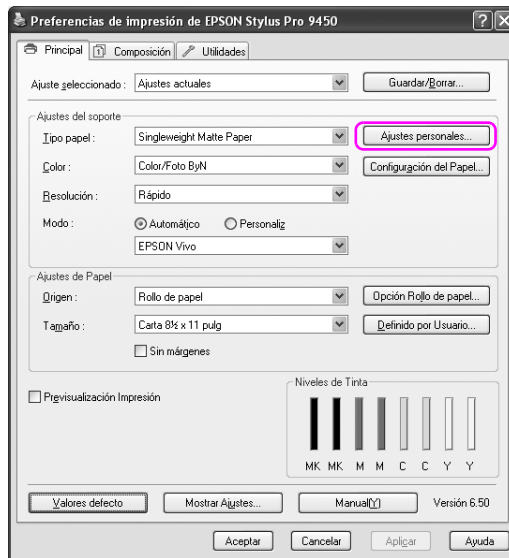 Preferencias de impresión de EPSON Stylus Pro 9450
Principal Composición Utilidades
Ajuste seleccionado : Ajustes actuales Guardar/Borrar...
Ajustes del soporte
Tipo papel : Singleweight Matte Paper Ajustes personales...
Color : Color/Foto ByN Configuración del Papel...
Resolución : Rápido
Modo : Automático Personaliz
EPSON Vivo
Ajustes de Papel
Origen : Rollo de papel Opción Rollo de papel...
Tamaño : Carta 8½ x 11 pulg Definido por Usuario...
Sin márgenes
Previsualización Impresión
Niveles de Tinta
MK MK M M C C Y Y
Valores defecto Mostrar Ajustes... Manual(Y) Versión 6.50
Aceptar Cancelar Aplicar Ayuda